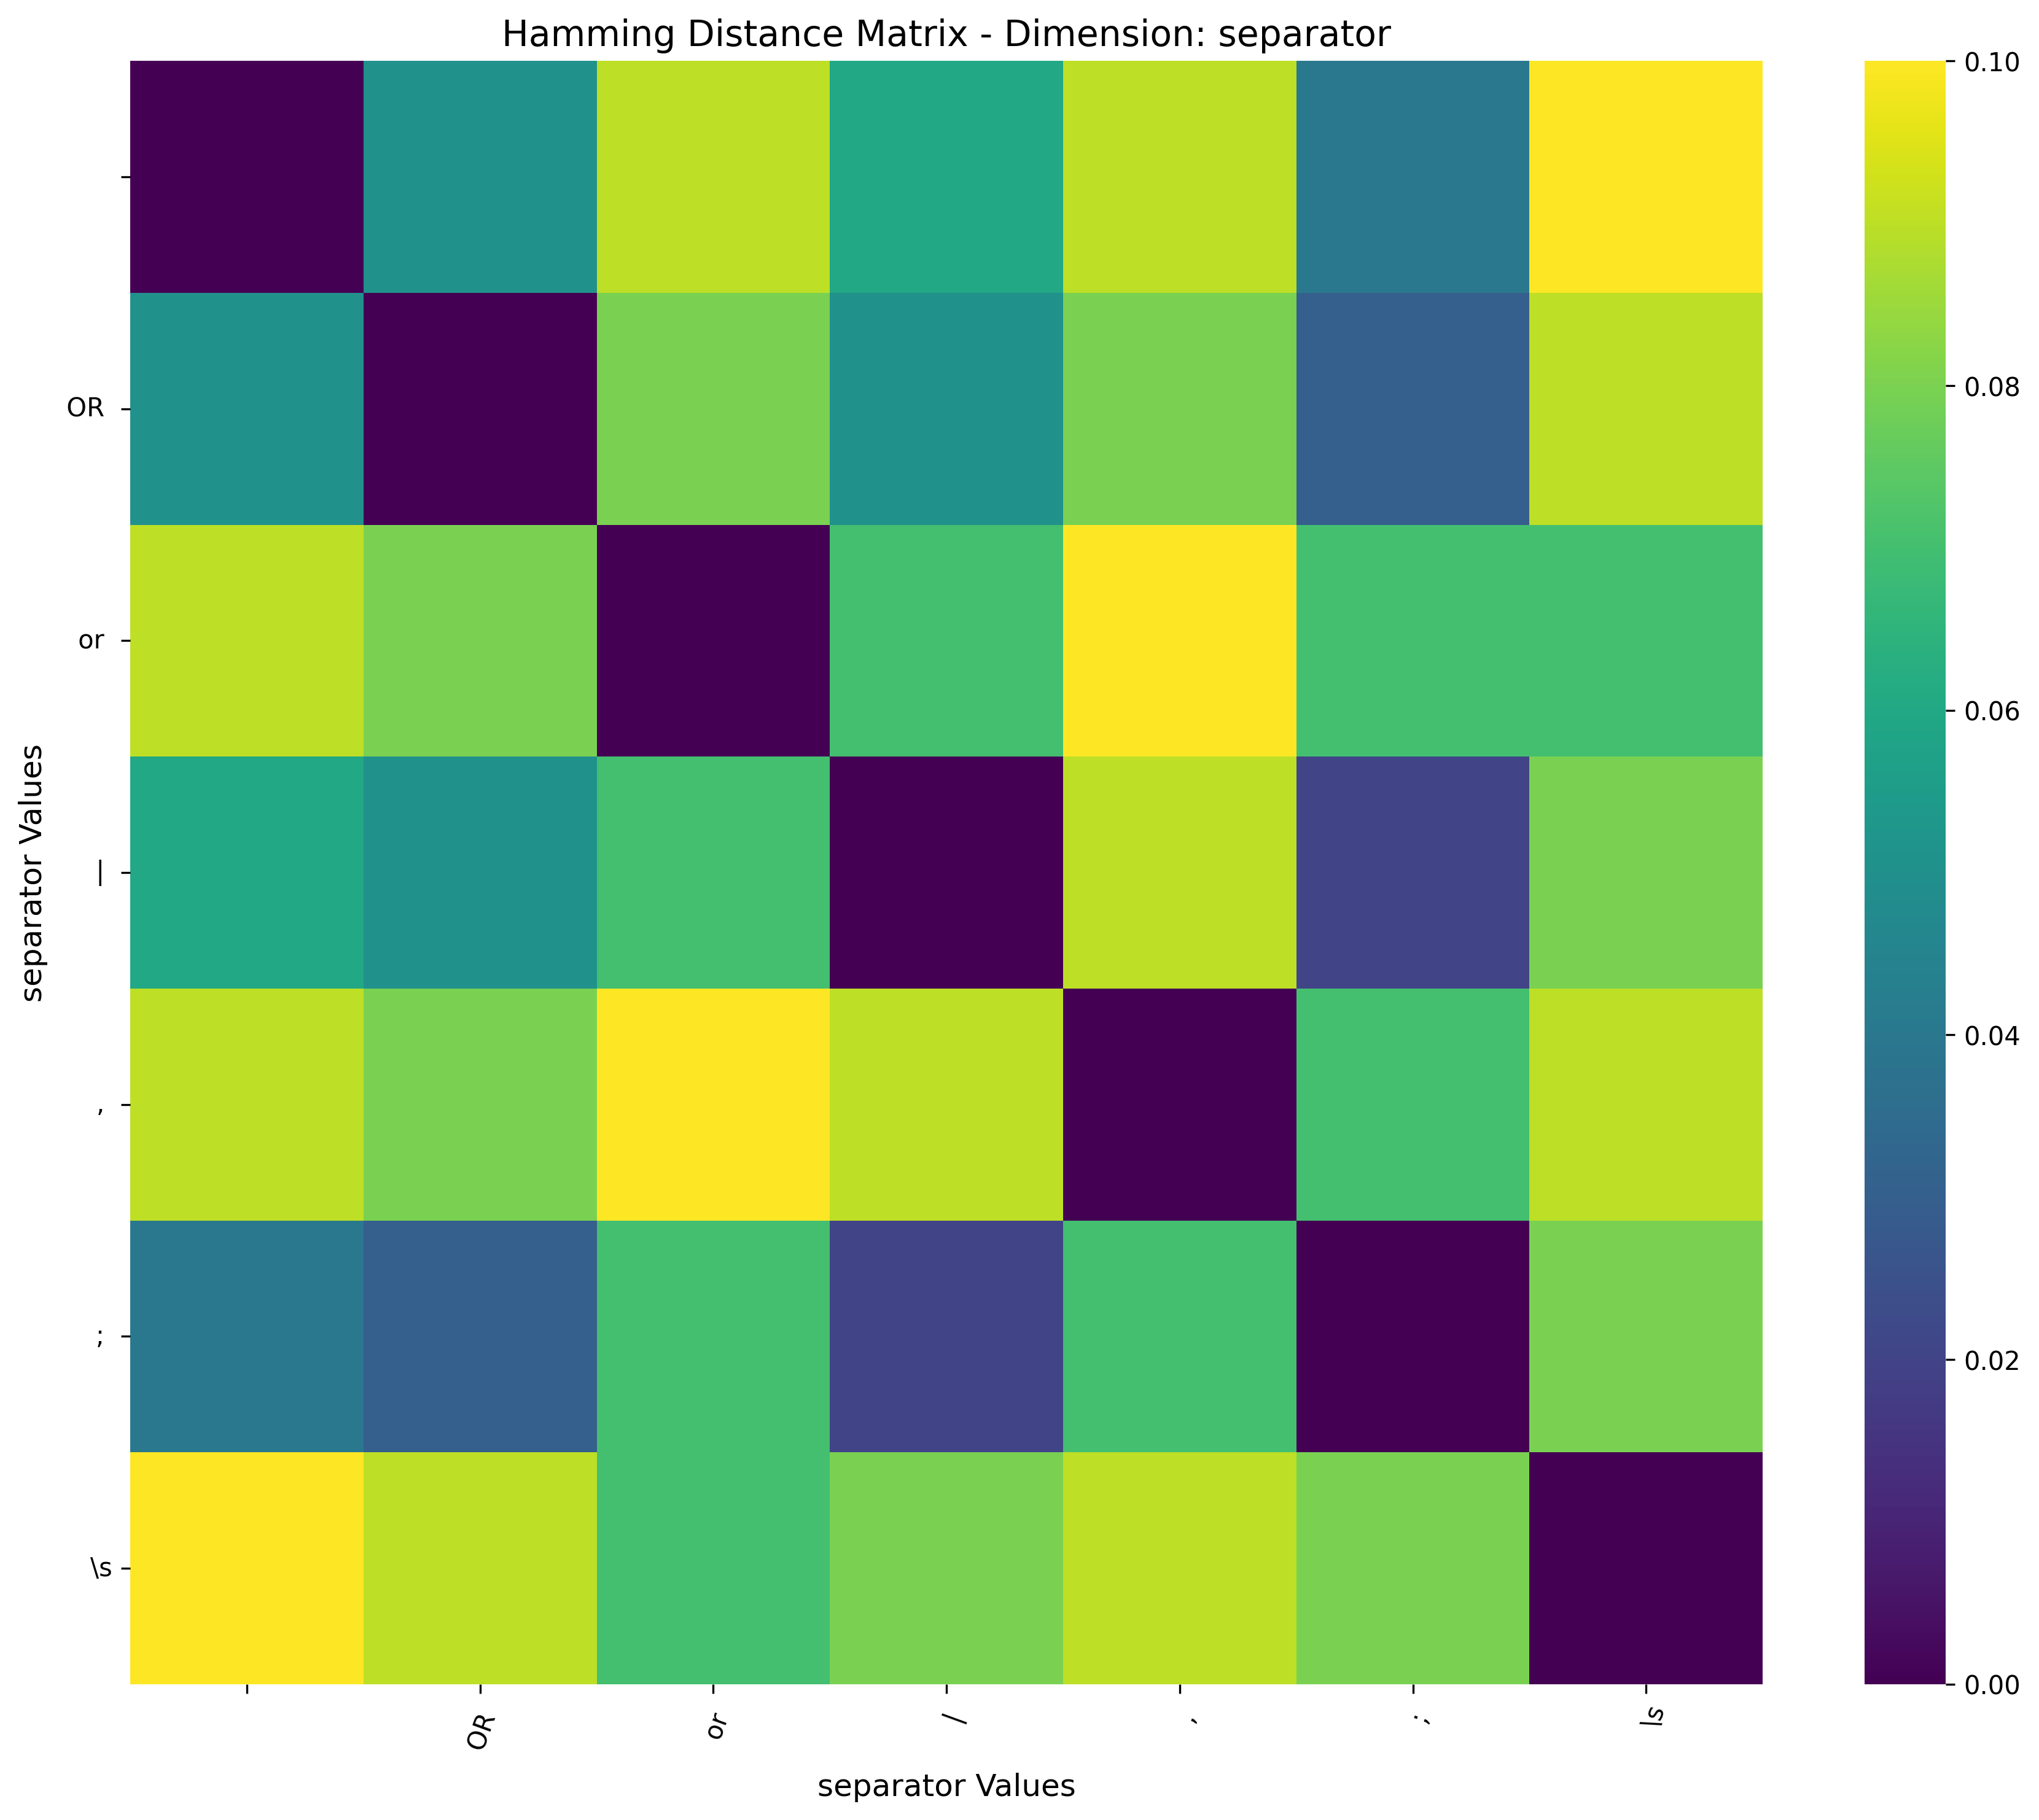 Hamming Distance Matrix - Dimension: separator
separator Values
OR
or
|
,
;
\s
OR
or
|
,
;
\s
separator Values
0.10
0.08
0.06
0.04
0.02
0.00